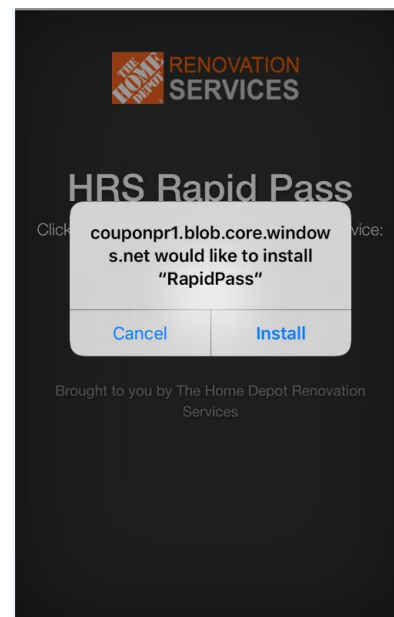 THE
HOME
DEPOT
RENOVATION
SERVICES
HRS Rapid Pass
Click vice:
couponpr1.blob.core.window
s.net would like to install
“RapidPass”
Cancel Install
Brought to you by The Home Depot Renovation
Services